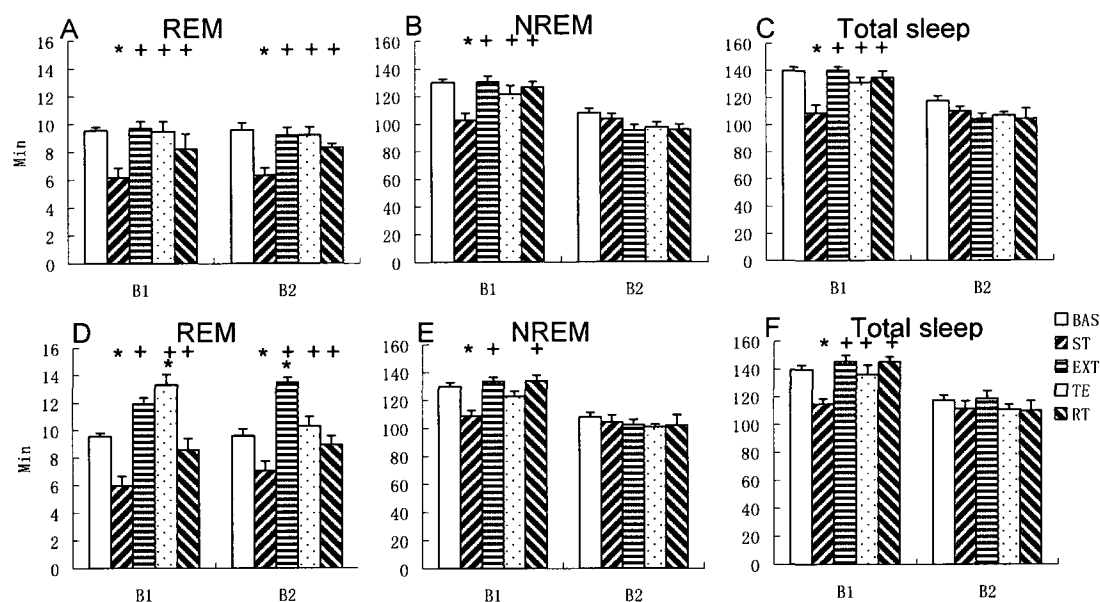 A REM
16
14
12
10
8
6
4
2
0
Min
* + + +
* + + +
B1 B2
B NREM
160
140
120
100
80
60
40
20
0
* + + +
B1 B2
C Total sleep
160
140
120
100
80
60
40
20
0
* + + +
B1 B2
D REM
16
14
12
10
8
6
4
2
0
Min
* + + +
*
* + + +
*
B1 B2
E NREM
160
140
120
100
80
60
40
20
0
* + +
B1 B2
F Total sleep
160
140
120
100
80
60
40
20
0
* + + +
B1 B2
BAS
ST
EXT
TE
RT